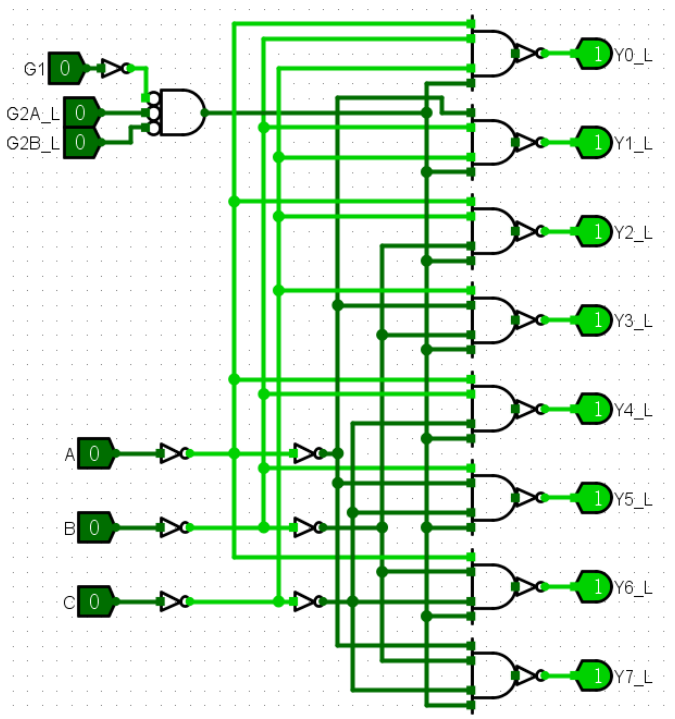 G1 0
G2A_L 0
G2B_L 0
A 0
B 0
C 0
1 Y0_L
1 Y1_L
1 Y2_L
1 Y3_L
1 Y4_L
1 Y5_L
1 Y6_L
1 Y7_L